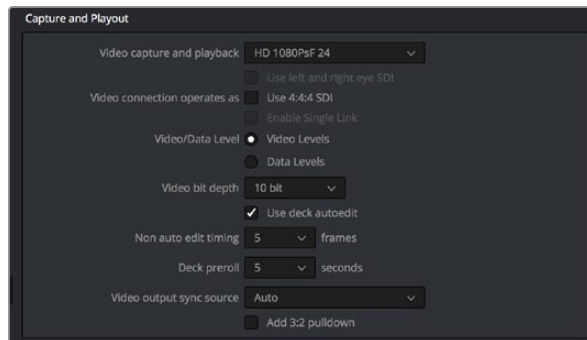 Capture and Playout
Video capture and playback HD 1080PsF 24
Use left and right eye SDI
Video connection operates as Use 4:4:4 SDI
Enable Single Link
Video/Data Level Video Levels
Data Levels
Video bit depth 10 bit
Use deck autoedit
Non auto edit timing 5 frames
Deck preroll 5 seconds
Video output sync source Auto
Add 3:2 pulldown